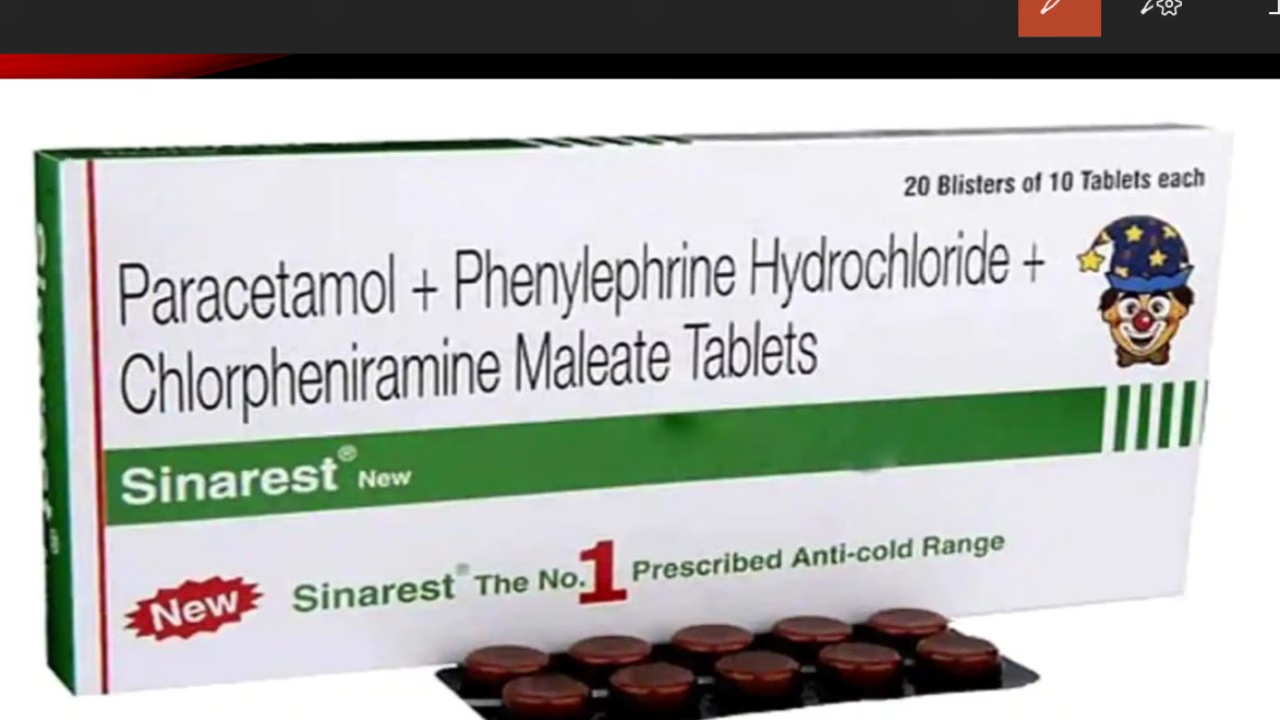 20 Blisters of 10 Tablets each
Paracetamol + Phenylephrine Hydrochloride +
Chlorpheniramine Maleate Tablets
Sinarest® New
New
Sinarest® The No.1 Prescribed Anti-cold Range